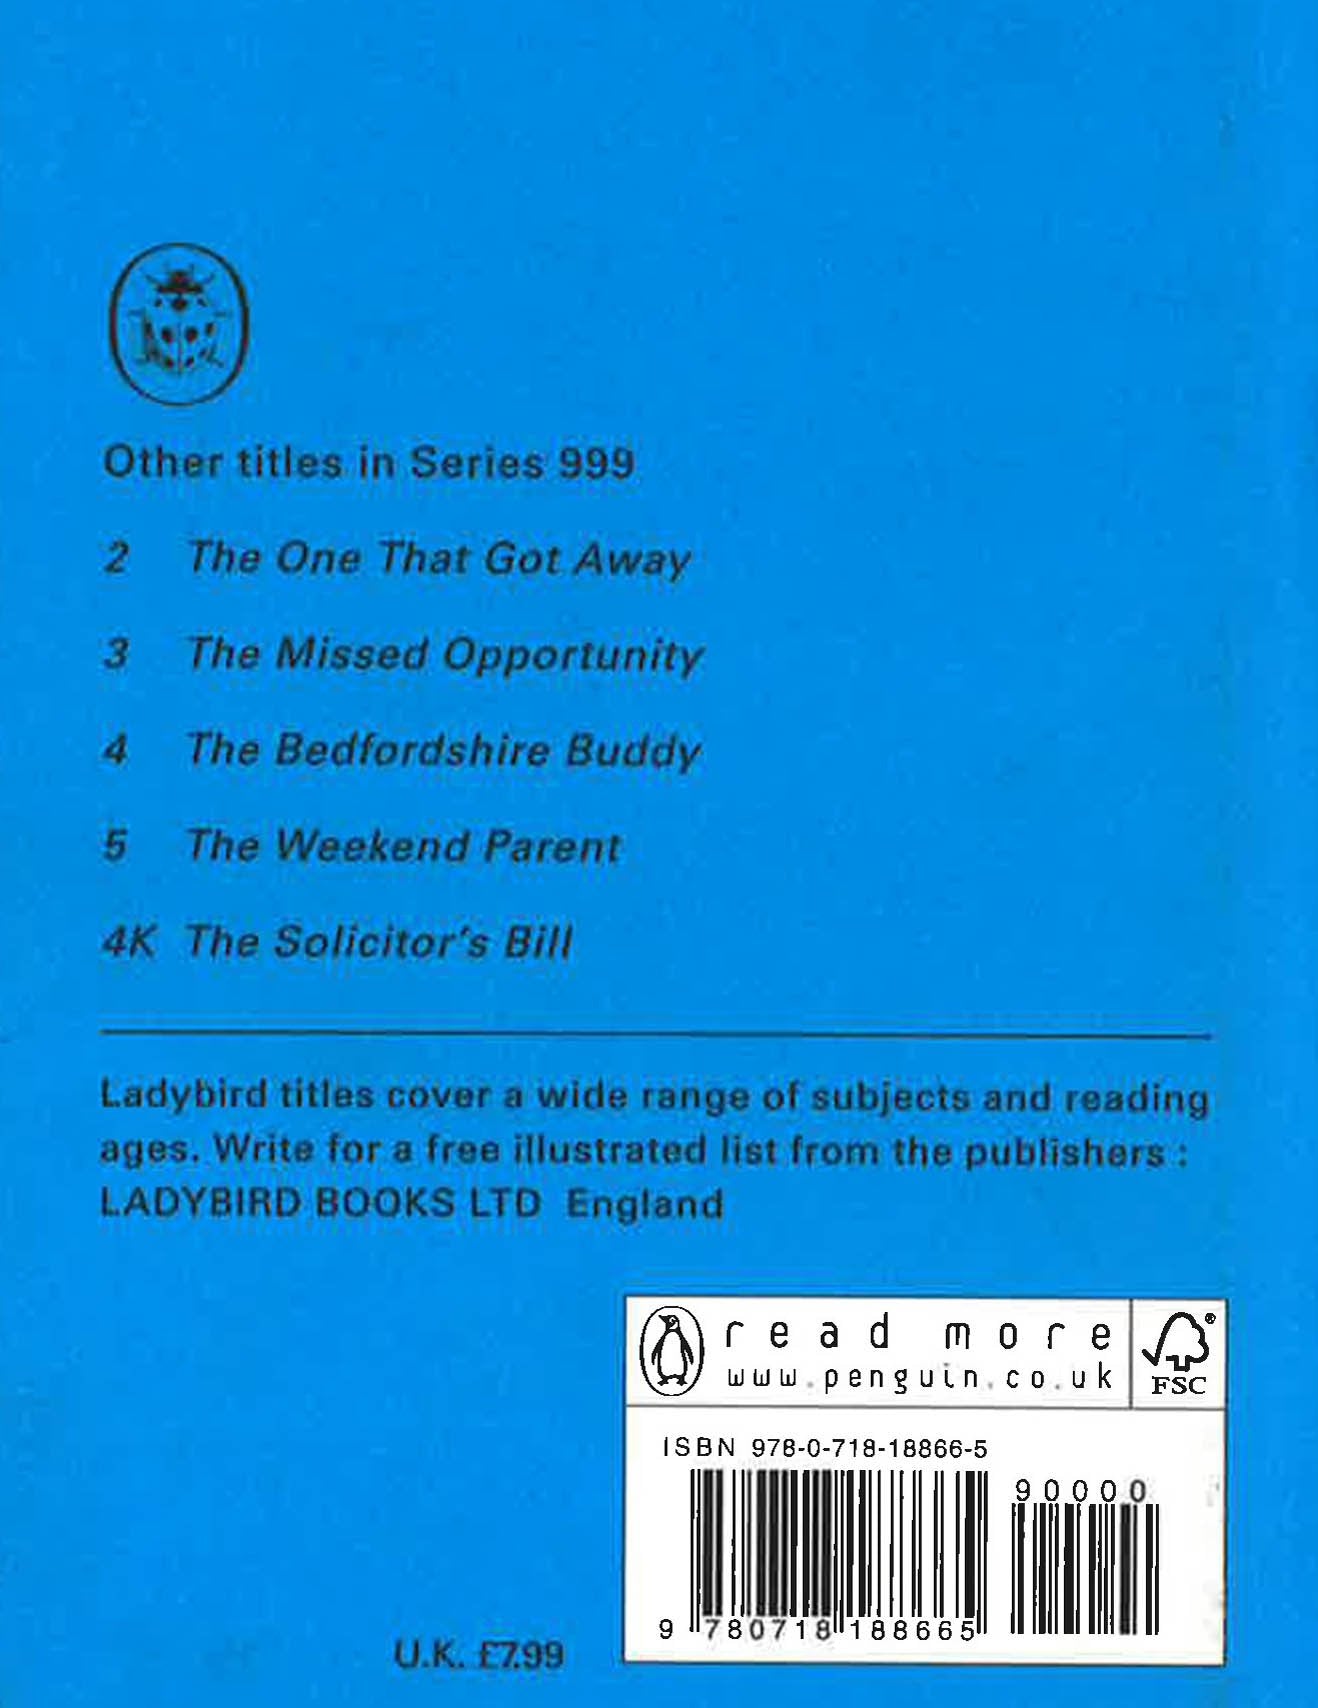 Other titles in Series 999
2 The One That Got Away
3 The Missed Opportunity
4 The Bedfordshire Buddy
5 The Weekend Parent
4K The Solicitor's Bill
Ladybird titles cover a wide range of subjects and reading
ages. Write for a free illustrated list from the publishers :
LADYBIRD BOOKS LTD England
read more
www.penguin.co.uk
FSC
®
ISBN 978-0-718-18866-5
90000
9 780718 188665
U.K. £7.99